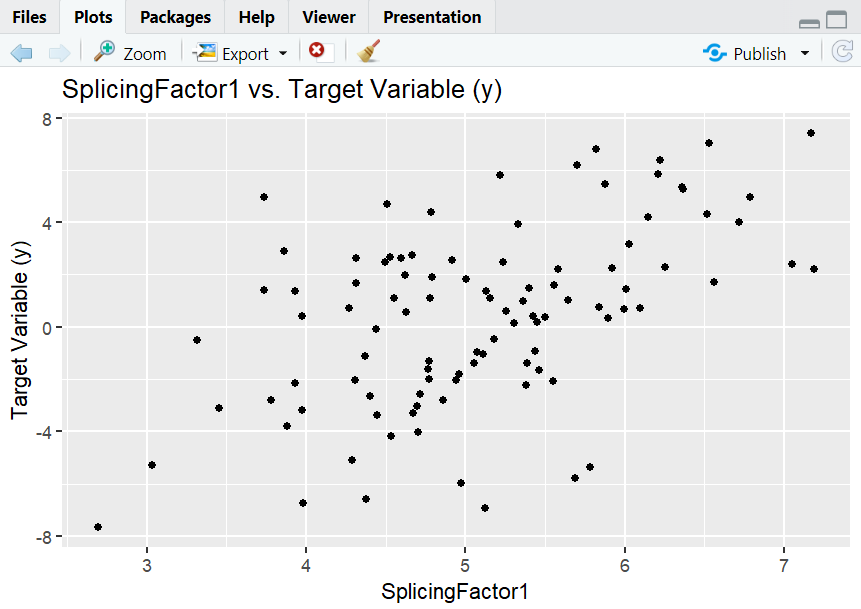 Files Plots Packages Help Viewer Presentation
Zoom Export Publish
SplicingFactor1 vs. Target Variable (y)
Target Variable (y)
8
4
0
-4
-8
3 4 5 6 7
SplicingFactor1